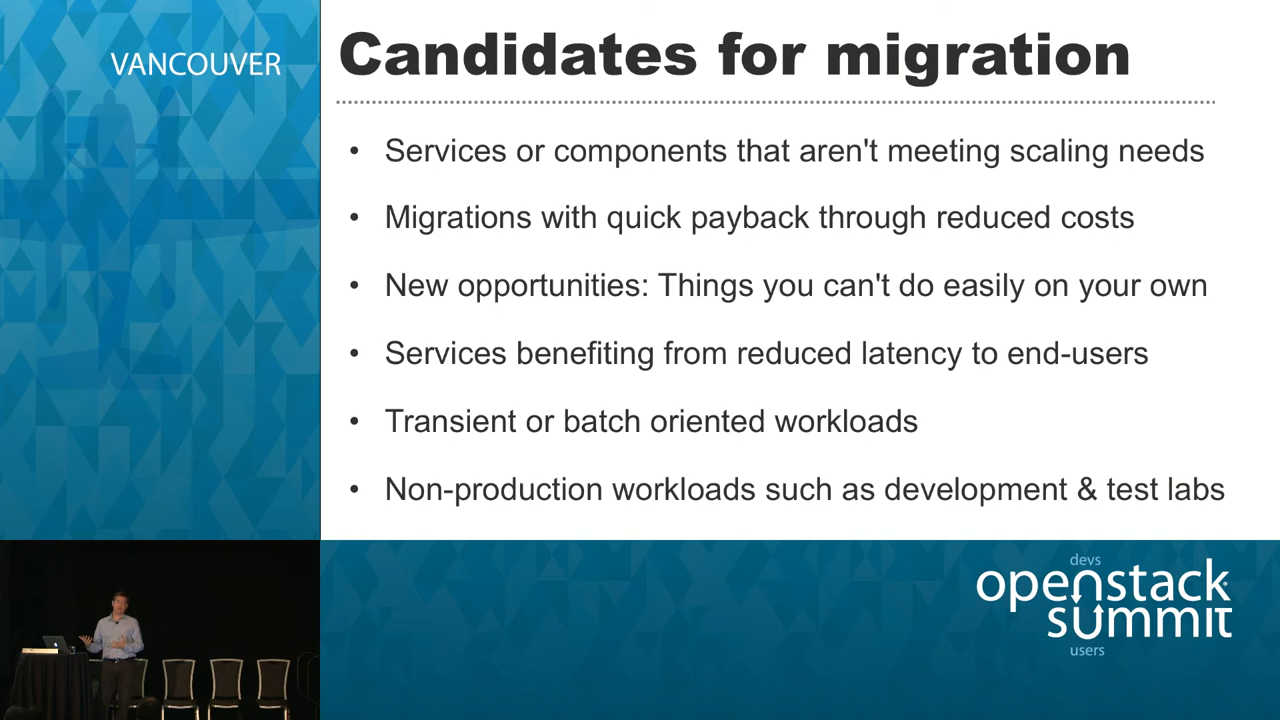 VANCOUVER
Candidates for migration
• Services or components that aren't meeting scaling needs
• Migrations with quick payback through reduced costs
• New opportunities: Things you can't do easily on your own
• Services benefiting from reduced latency to end-users
• Transient or batch oriented workloads
• Non-production workloads such as development & test labs
devs
openstack
summit
users